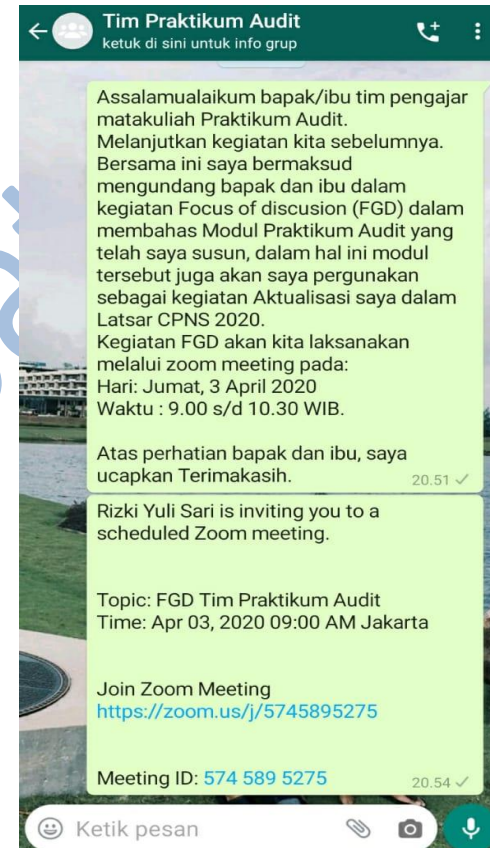 Tim Praktikum Audit
ketuk di sini untuk info grup
Assalamualaikum bapak/ibu tim pengajar
matakuliah Praktikum Audit.
Melanjutkan kegiatan kita sebelumnya.
Bersama ini saya bermaksud
mengundang bapak dan ibu dalam
kegiatan Focus of discusion (FGD) dalam
membahas Modul Praktikum Audit yang
telah saya susun, dalam hal ini modul
tersebut juga akan saya pergunakan
sebagai kegiatan Aktualisasi saya dalam
Latsar CPNS 2020.
Kegiatan FGD akan kita laksanakan
melalui zoom meeting pada:
Hari: Jumat, 3 April 2020
Waktu : 9.00 s/d 10.30 WIB.
Atas perhatian bapak dan ibu, saya
ucapkan Terimakasih.
20.51
Rizki Yuli Sari is inviting you to a
scheduled Zoom meeting.
Topic: FGD Tim Praktikum Audit
Time: Apr 03, 2020 09:00 AM Jakarta
Join Zoom Meeting
https://zoom.us/j/5745895275
Meeting ID: 574 589 5275
20.54
Ketik pesan